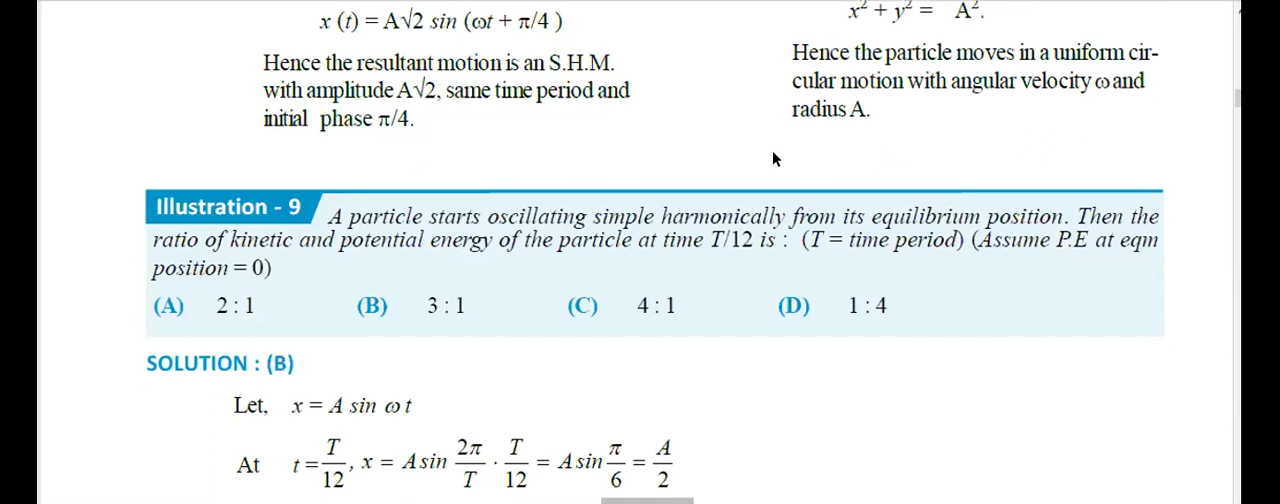 x (t) = A√2 sin (ωt + π/4 )
Hence the resultant motion is an S.H.M.
with amplitude A√2, same time period and
initial phase π/4.
x² + y² = A².
Hence the particle moves in a uniform cir-
cular motion with angular velocity ω and
radius A.
Illustration - 9 A particle starts oscillating simple harmonically from its equilibrium position. Then the
ratio of kinetic and potential energy of the particle at time T/12 is : (T = time period) (Assume P.E at eqm
position = 0)
(A) 2 : 1 (B) 3 : 1 (C) 4 : 1 (D) 1 : 4
SOLUTION : (B)
Let, x = A sin ω t
At t = T/12, x = A sin 2π/T · T/12 = A sin π/6 = A/2